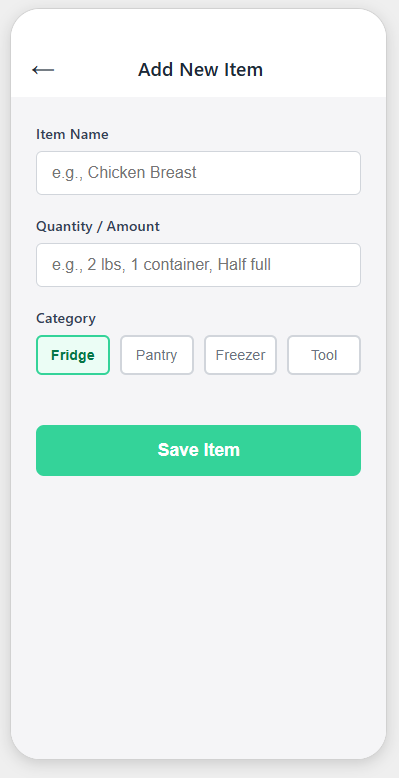 ← Add New Item
Item Name
e.g., Chicken Breast
Quantity / Amount
e.g., 2 lbs, 1 container, Half full
Category
Fridge Pantry Freezer Tool
Save Item